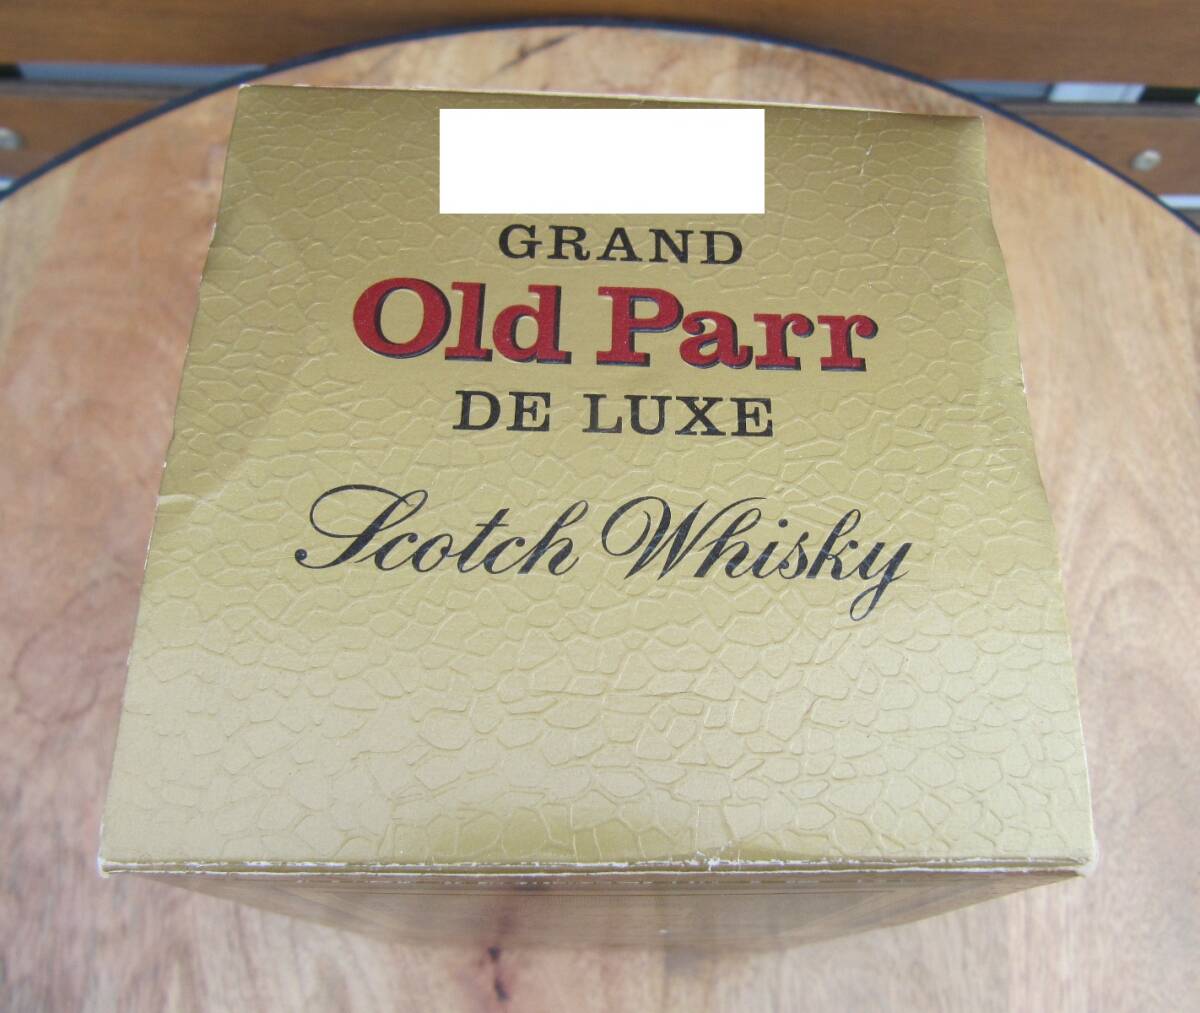 GRAND
Old Parr
DE LUXE
Scotch Whisky